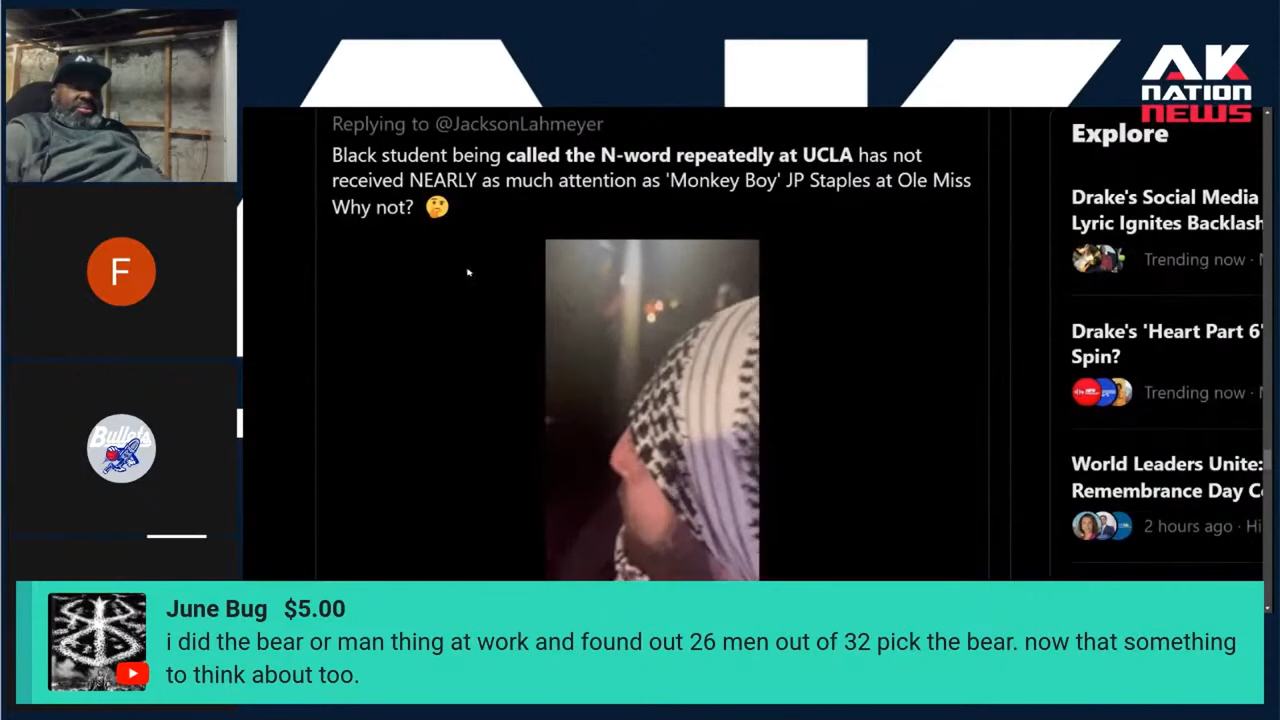 AK
NATION
NEWS
Replying to @JacksonLahmeyer
Black student being called the N-word repeatedly at UCLA has not
received NEARLY as much attention as 'Monkey Boy' JP Staples at Ole Miss
Why not? 🤔
Explore
Drake's Social Media
Lyric Ignites Backlash
Trending now ·
Drake's 'Heart Part 6'
Spin?
Trending now ·
World Leaders Unite:
Remembrance Day
2 hours ago · Hi
F
Bullets
June Bug $5.00
i did the bear or man thing at work and found out 26 men out of 32 pick the bear. now that something
to think about too.